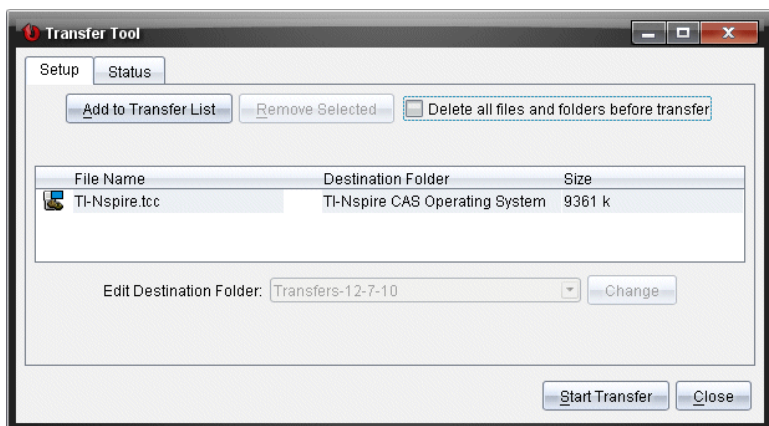 Transfer Tool
Setup Status
Add to Transfer List Remove Selected Delete all files and folders before transfer
File Name Destination Folder Size
TI-Nspire.tcc TI-Nspire CAS Operating System 9361 k
Edit Destination Folder: Transfers-12-7-10 Change
Start Transfer Close